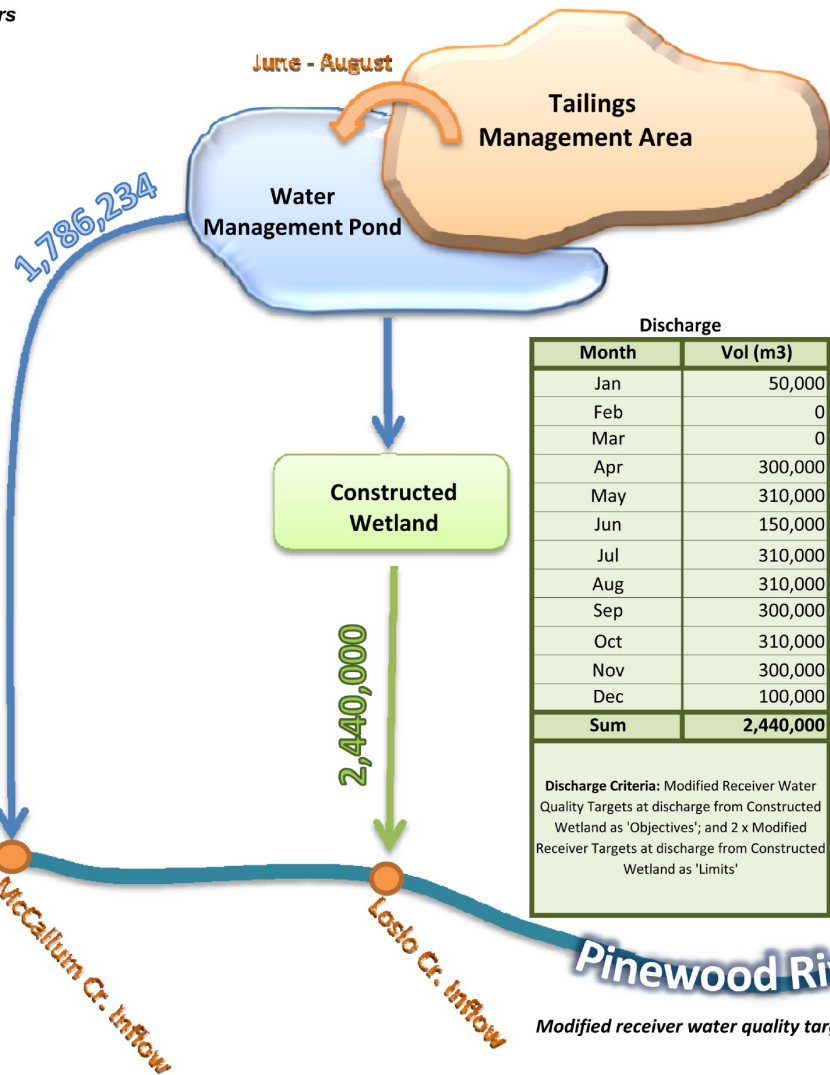 rs
June - August
Tailings
Management Area
1,786,234
Water
Management Pond
Discharge
Month Vol (m3)
Jan 50,000
Feb 0
Mar 0
Apr 300,000
May 310,000
Jun 150,000
Jul 310,000
Aug 310,000
Sep 300,000
Oct 310,000
Nov 300,000
Dec 100,000
Sum 2,440,000
Constructed
Wetland
2,440,000
Discharge Criteria: Modified Receiver Water
Quality Targets at discharge from Constructed
Wetland as 'Objectives'; and 2 x Modified
Receiver Targets at discharge from Constructed
Wetland as 'Limits'
McCallum Cr. Inflow
Loslo Cr. Inflow
Pinewood Riv
Modified receiver water quality targ